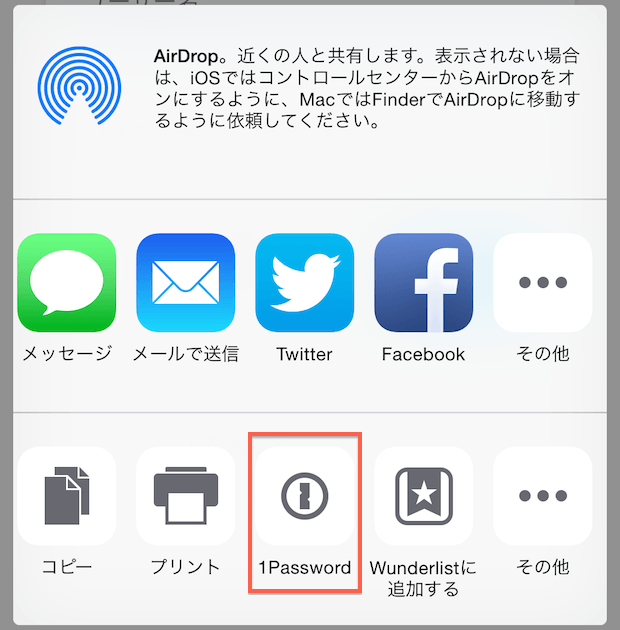 AirDrop。近くの人と共有します。表示されない場合
は、iOSではコントロールセンターからAirDropをオ
ンにするように、MacではFinderでAirDropに移動す
るように依頼してください。
メッセージ
メールで送信
Twitter
Facebook
その他
コピー
プリント
1Password
Wunderlistに
追加する
その他